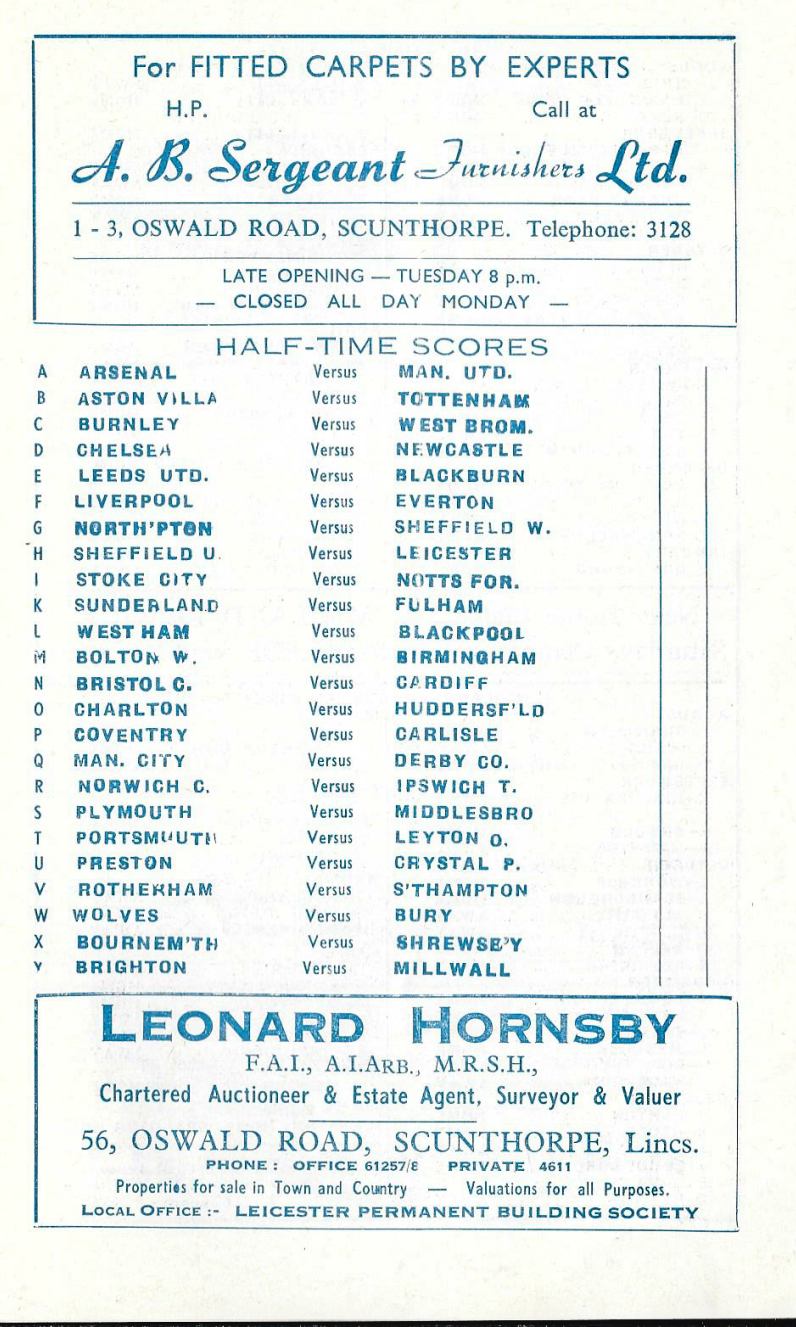 For FITTED CARPETS BY EXPERTS
H.P. Call at
A. B. Sergeant Furnishers Ltd.
1 - 3, OSWALD ROAD, SCUNTHORPE. Telephone: 3128
LATE OPENING — TUESDAY 8 p.m.
— CLOSED ALL DAY MONDAY —
HALF-TIME SCORES
A ARSENAL Versus MAN. UTD.
B ASTON VILLA Versus TOTTENHAM
C BURNLEY Versus WEST BROM.
D CHELSEA Versus NEWCASTLE
E LEEDS UTD. Versus BLACKBURN
F LIVERPOOL Versus EVERTON
G NORTH'PTON Versus SHEFFIELD W.
H SHEFFIELD U. Versus LEICESTER
I STOKE CITY Versus NOTTS FOR.
K SUNDERLAND Versus FULHAM
L WEST HAM Versus BLACKPOOL
M BOLTON W. Versus BIRMINGHAM
N BRISTOL C. Versus CARDIFF
O CHARLTON Versus HUDDERSF'LD
P COVENTRY Versus CARLISLE
Q MAN. CITY Versus DERBY CO.
R NORWICH C. Versus IPSWICH T.
S PLYMOUTH Versus MIDDLESBRO
T PORTSMOUTH Versus LEYTON O.
U PRESTON Versus CRYSTAL P.
V ROTHERHAM Versus S'THAMPTON
W WOLVES Versus BURY
X BOURNEM'TH Versus SHREWSB'Y
Y BRIGHTON Versus MILLWALL
LEONARD HORNSBY
F.A.I., A.I.ARB., M.R.S.H.,
Chartered Auctioneer & Estate Agent, Surveyor & Valuer
56, OSWALD ROAD, SCUNTHORPE, Lincs.
PHONE : OFFICE 61257/8 PRIVATE 4611
Properties for sale in Town and Country — Valuations for all Purposes.
LOCAL OFFICE :- LEICESTER PERMANENT BUILDING SOCIETY